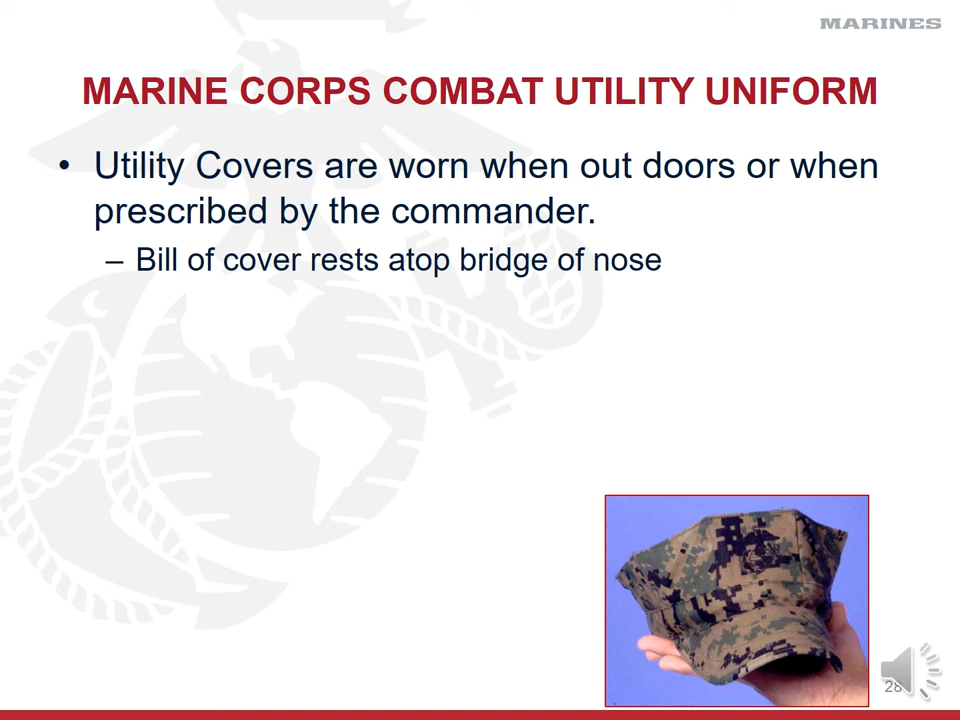 MARINES
MARINE CORPS COMBAT UTILITY UNIFORM
• Utility Covers are worn when out doors or when
prescribed by the commander.
– Bill of cover rests atop bridge of nose
28